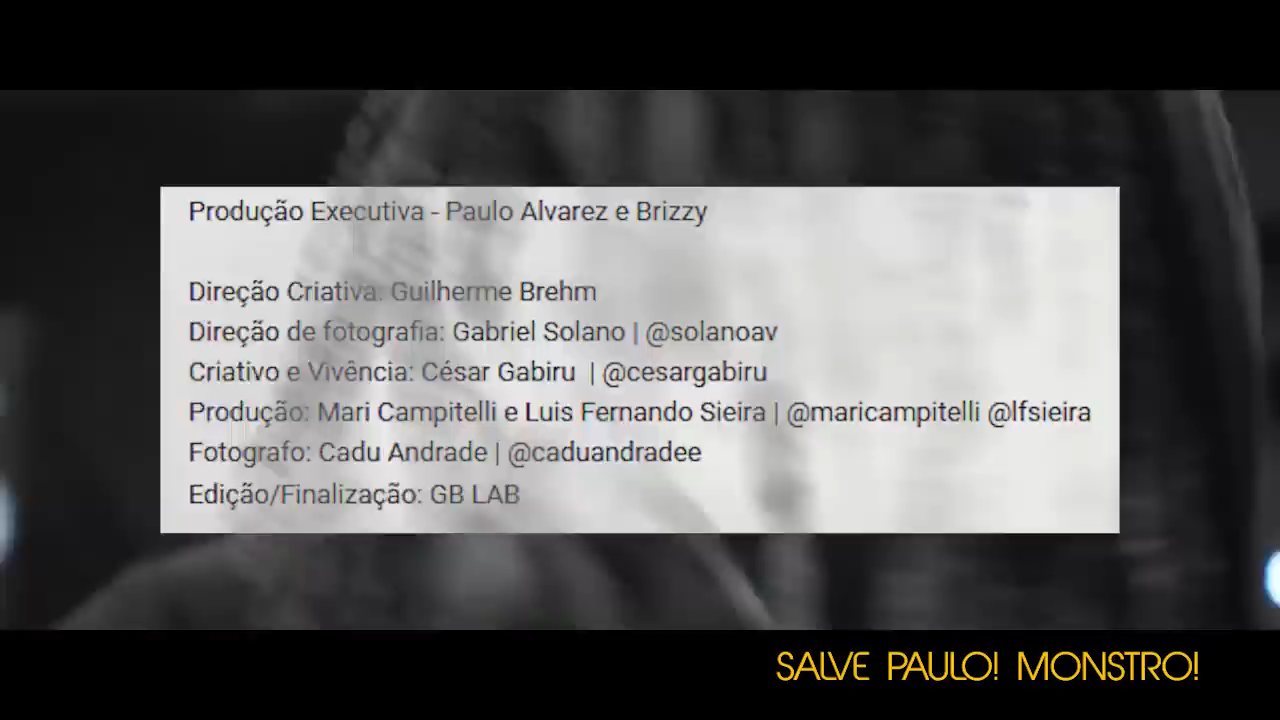 Produção Executiva - Paulo Alvarez e Brizzy
Direção Criativa: Guilherme Brehm
Direção de fotografia: Gabriel Solano | @solanoav
Criativo e Vivência: César Gabiru | @cesargabiru
Produção: Mari Campitelli e Luis Fernando Sieira | @maricampitelli @lfsieira
Fotografo: Cadu Andrade | @caduandradee
Edição/Finalização: GB LAB
SALVE PAULO! MONSTRO!